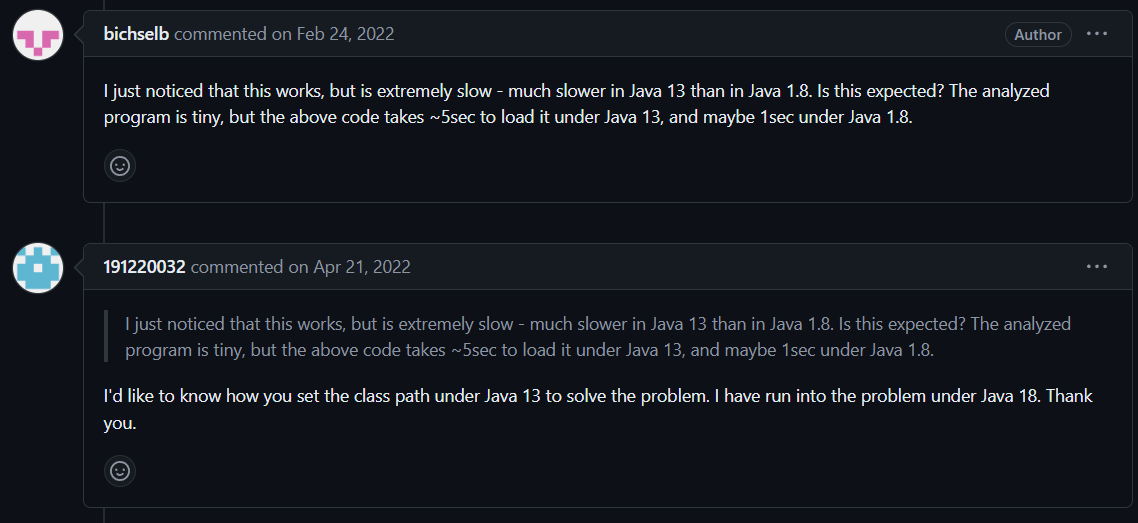 bichselb commented on Feb 24, 2022
Author
I just noticed that this works, but is extremely slow - much slower in Java 13 than in Java 1.8. Is this expected? The analyzed
program is tiny, but the above code takes ~5sec to load it under Java 13, and maybe 1sec under Java 1.8.
191220032 commented on Apr 21, 2022
I just noticed that this works, but is extremely slow - much slower in Java 13 than in Java 1.8. Is this expected? The analyzed
program is tiny, but the above code takes ~5sec to load it under Java 13, and maybe 1sec under Java 1.8.
I'd like to know how you set the class path under Java 13 to solve the problem. I have run into the problem under Java 18. Thank
you.